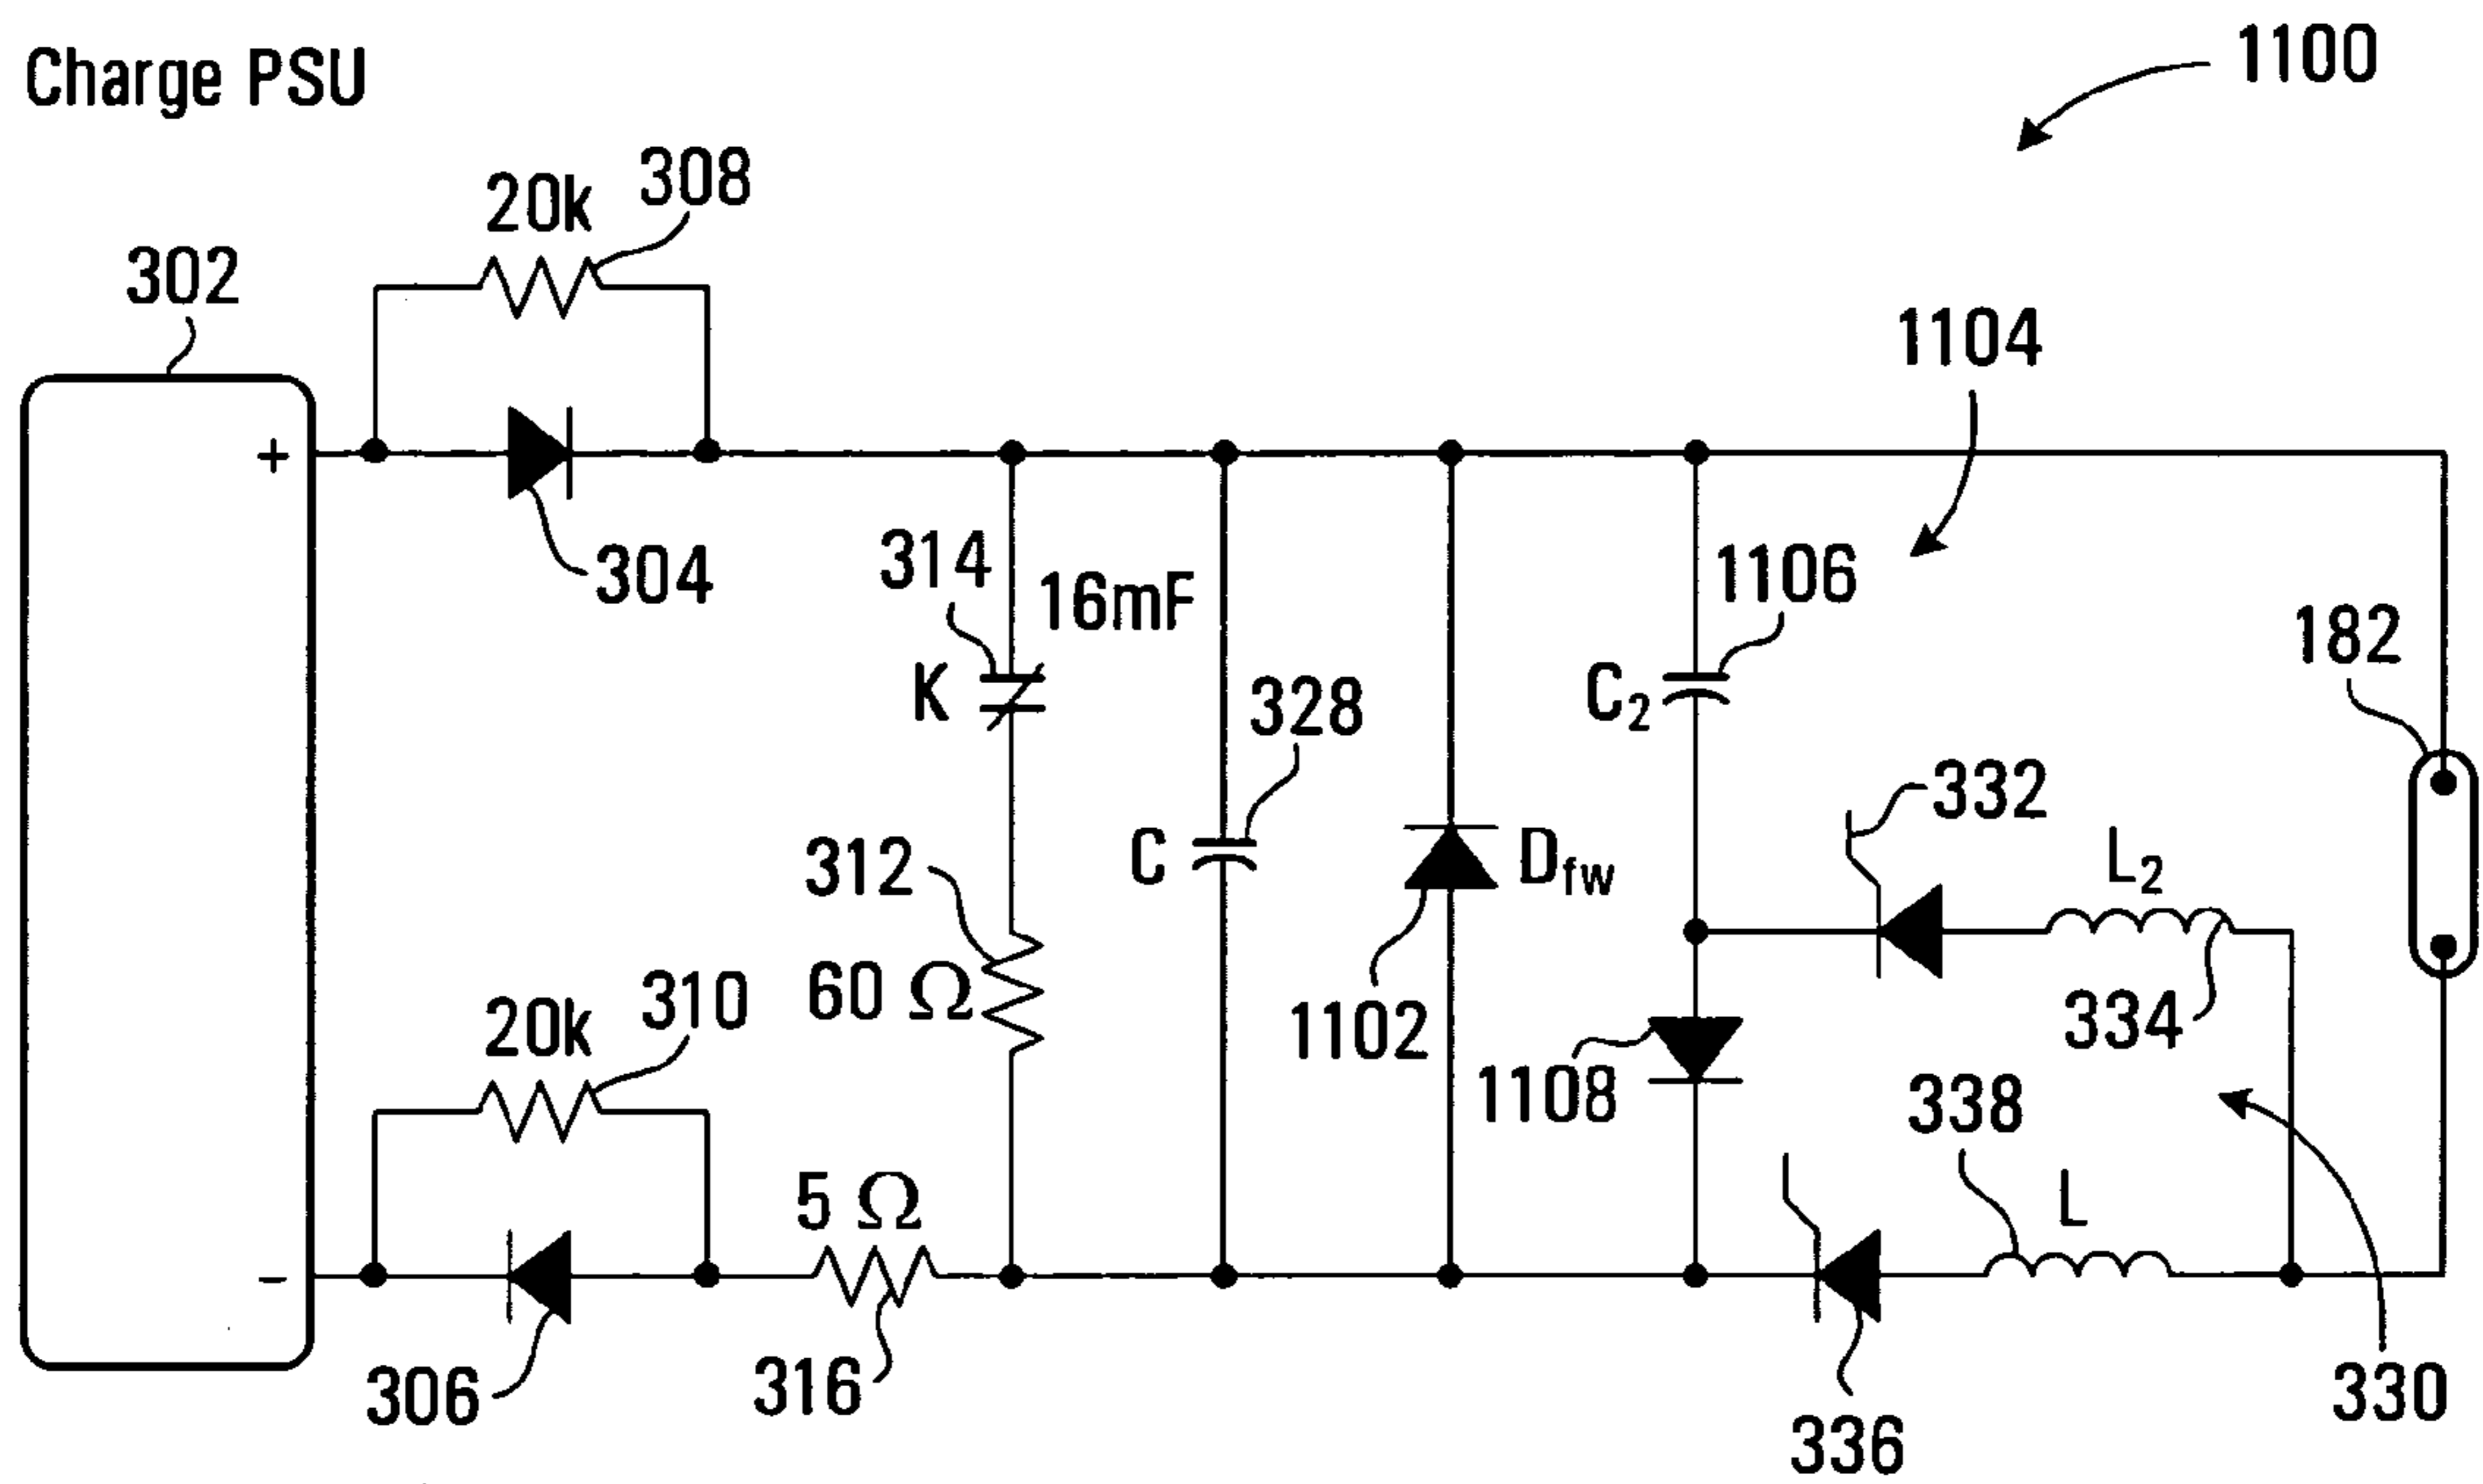 1100
Charge PSU
308
20k
302
1104
+
304
314
16mF
1106
182
K
C₂
328
332
312
C
D_fw
L₂
60 Ω
310
20k
1102
334
1108
338
5 Ω
L
−
306
316
330
336